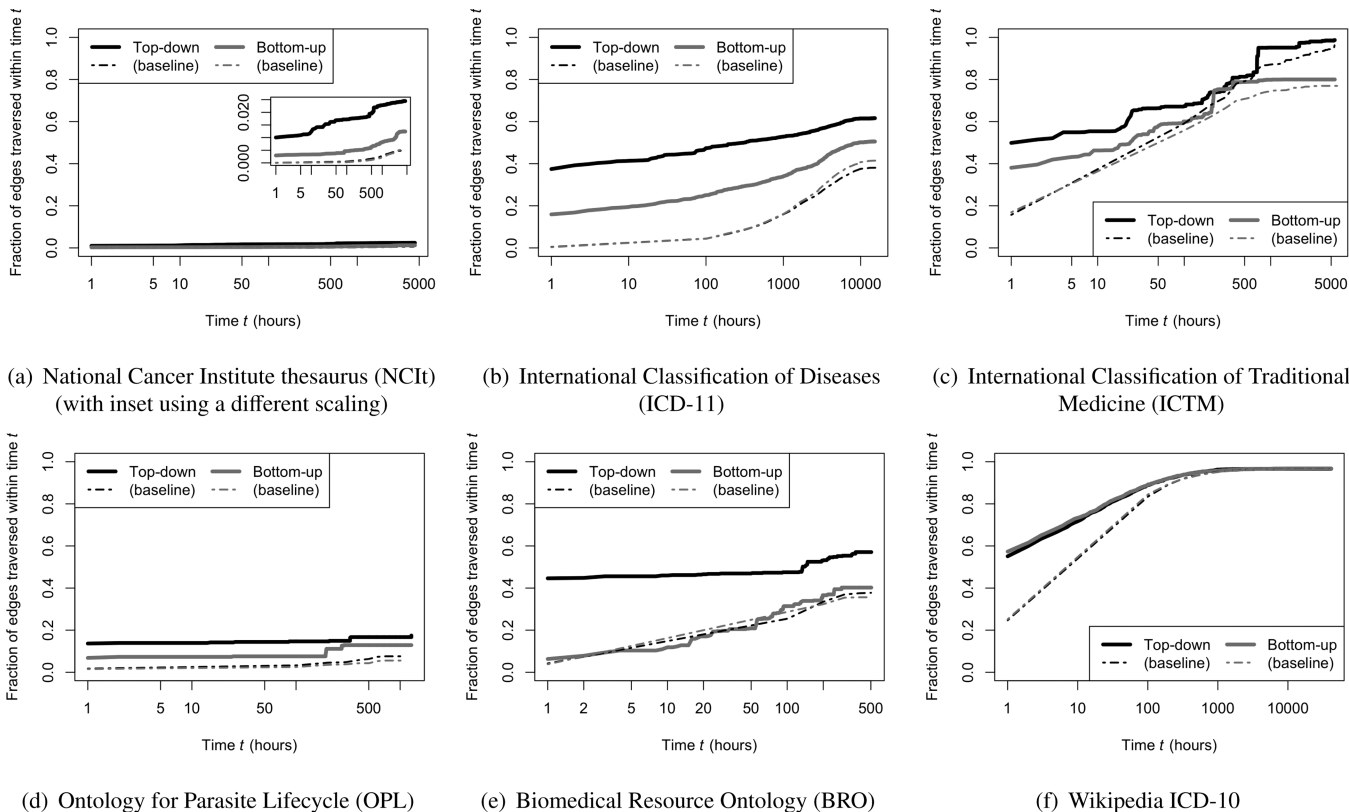 Fraction of edges traversed within time t
0.0 0.2 0.4 0.6 0.8 1.0
Top-down Bottom-up
(baseline) (baseline)
0.000 0.020
1 5 50 500
1 5 10 50 500 5000
Time t (hours)
(a) National Cancer Institute thesaurus (NCIt)
(with inset using a different scaling)
Fraction of edges traversed within time t
0.0 0.2 0.4 0.6 0.8 1.0
Top-down Bottom-up
(baseline) (baseline)
1 10 100 1000 10000
Time t (hours)
(b) International Classification of Diseases
(ICD-11)
Fraction of edges traversed within time t
0.0 0.2 0.4 0.6 0.8 1.0
Top-down Bottom-up
(baseline) (baseline)
1 5 10 50 500 5000
Time t (hours)
(c) International Classification of Traditional
Medicine (ICTM)
Fraction of edges traversed within time t
0.0 0.2 0.4 0.6 0.8 1.0
Top-down Bottom-up
(baseline) (baseline)
1 5 10 50 500
Time t (hours)
(d) Ontology for Parasite Lifecycle (OPL)
Fraction of edges traversed within time t
0.0 0.2 0.4 0.6 0.8 1.0
Top-down Bottom-up
(baseline) (baseline)
1 2 5 10 20 50 100 500
Time t (hours)
(e) Biomedical Resource Ontology (BRO)
Fraction of edges traversed within time t
0.0 0.2 0.4 0.6 0.8 1.0
Top-down Bottom-up
(baseline) (baseline)
1 10 100 1000 10000
Time t (hours)
(f) Wikipedia ICD-10